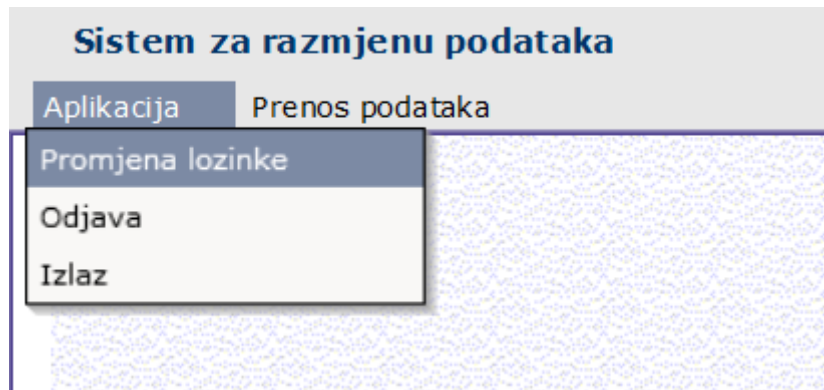 Sistem za razmjenu podataka
Aplikacija Prenos podataka
Promjena lozinke
Odjava
Izlaz